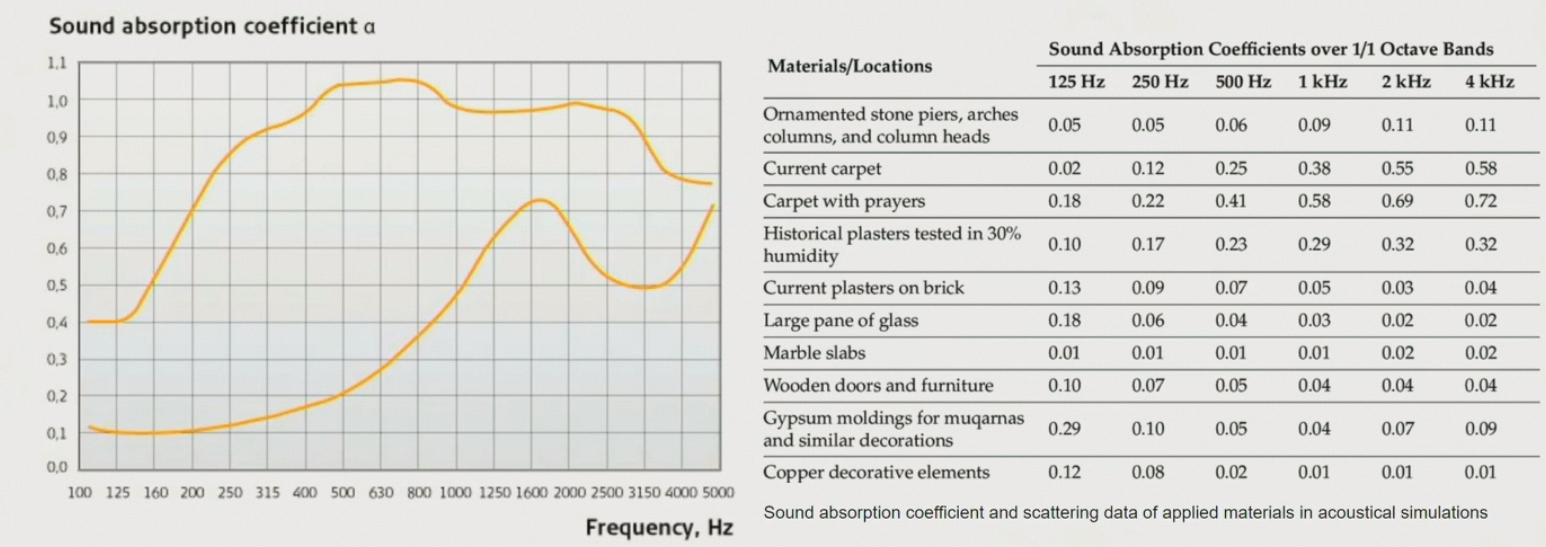 Sound absorption coefficient α
1,1
1,0
0,9
0,8
0,7
0,6
0,5
0,4
0,3
0,2
0,1
0,0
100 125 160 200 250 315 400 500 630 800 1000 1250 1600 2000 2500 3150 4000 5000
Frequency, Hz
Materials/Locations
Sound Absorption Coefficients over 1/1 Octave Bands
125 Hz 250 Hz 500 Hz 1 kHz 2 kHz 4 kHz
Ornamented stone piers, arches
columns, and column heads
0.05 0.05 0.06 0.09 0.11 0.11
Current carpet 0.02 0.12 0.25 0.38 0.55 0.58
Carpet with prayers 0.18 0.22 0.41 0.58 0.69 0.72
Historical plasters tested in 30%
humidity
0.10 0.17 0.23 0.29 0.32 0.32
Current plasters on brick 0.13 0.09 0.07 0.05 0.03 0.04
Large pane of glass 0.18 0.06 0.04 0.03 0.02 0.02
Marble slabs 0.01 0.01 0.01 0.01 0.02 0.02
Wooden doors and furniture 0.10 0.07 0.05 0.04 0.04 0.04
Gypsum moldings for muqarnas
and similar decorations
0.29 0.10 0.05 0.04 0.07 0.09
Copper decorative elements 0.12 0.08 0.02 0.01 0.01 0.01
Sound absorption coefficient and scattering data of applied materials in acoustical simulations